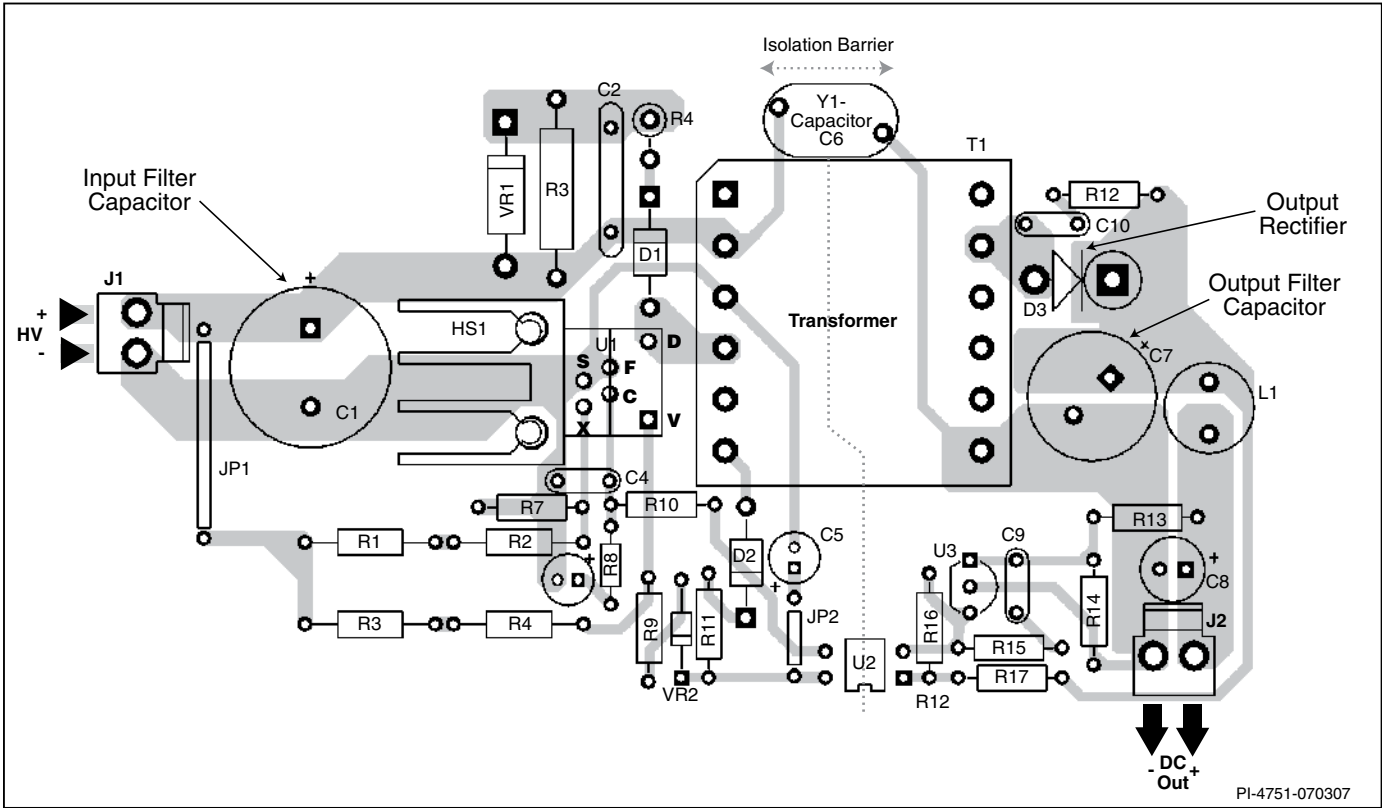 Isolation Barrier
Y1-
Capacitor
C6
C2
R4
T1
Input Filter
Capacitor
VR1
R3
R12
Output
Rectifier
C10
D1
J1
+
+
HV
-
HS1
U1
D
S
F
C
X
V
Transformer
D3
Output Filter
Capacitor
+
C7
C1
L1
JP1
C4
R7
R10
R13
R1
R2
+
R8
D2
C5
+
U3
C9
R14
+
C8
R3
R4
R9
R11
JP2
R16
J2
R15
U2
R17
VR2
R12
- DC +
Out
PI-4751-070307